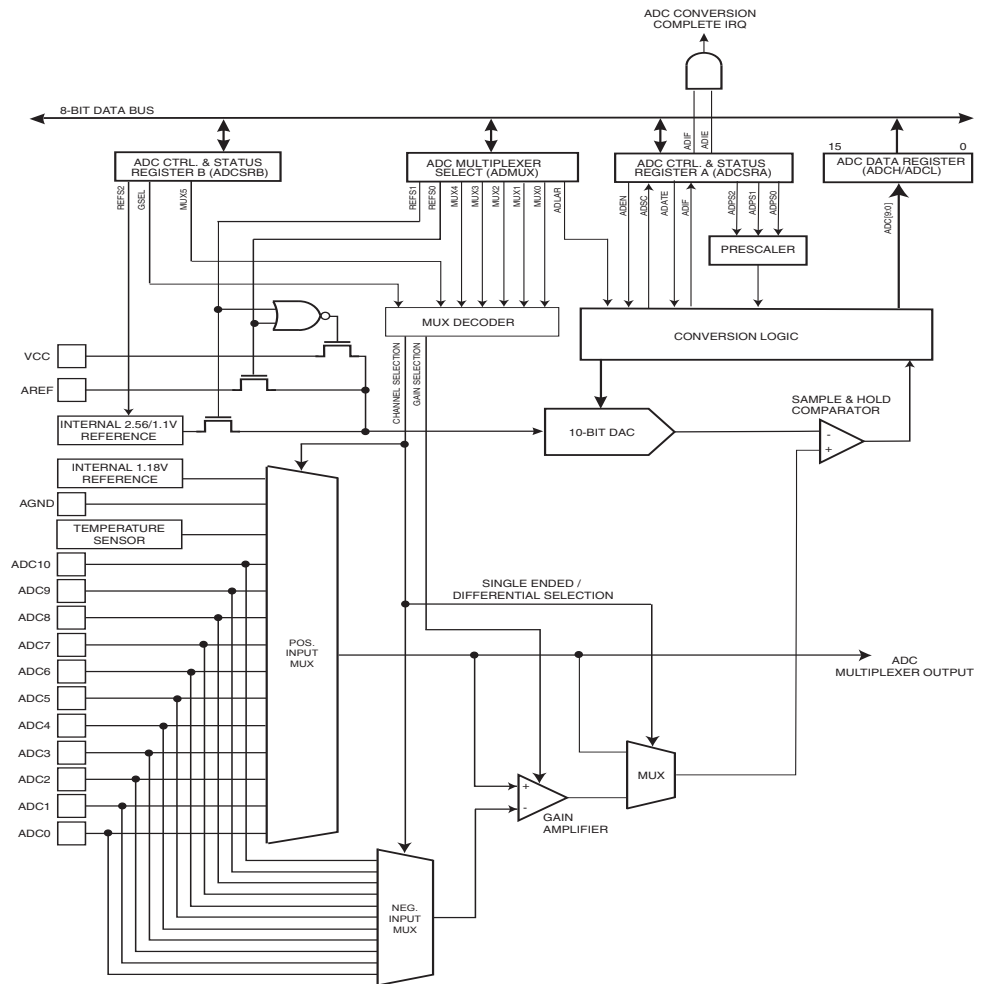 ADC CONVERSION
COMPLETE IRQ
8-BIT DATA BUS
ADIF
ADIE
15
0
ADC CTRL. & STATUS
REGISTER B (ADCSRB)
ADC MULTIPLEXER
SELECT (ADMUX)
ADC CTRL. & STATUS
REGISTER A (ADCSRA)
ADC DATA REGISTER
(ADCH/ADCL)
REFS2
GSEL
MUX5
REFS1
REFS0
MUX4
MUX3
MUX2
MUX1
MUX0
ADLAR
ADEN
ADSC
ADATE
ADIF
ADPS2
ADPS1
ADPS0
ADC[9:0]
PRESCALER
MUX DECODER
CONVERSION LOGIC
VCC
AREF
INTERNAL 2.56/1.1V
REFERENCE
CHANNEL SELECTION
GAIN SELECTION
10-BIT DAC
SAMPLE & HOLD
COMPARATOR
-
+
INTERNAL 1.18V
REFERENCE
AGND
TEMPERATURE
SENSOR
ADC10
ADC9
ADC8
ADC7
ADC6
ADC5
ADC4
ADC3
ADC2
ADC1
ADC0
POS.
INPUT
MUX
SINGLE ENDED /
DIFFERENTIAL SELECTION
ADC
MULTIPLEXER OUTPUT
MUX
+
-
GAIN
AMPLIFIER
NEG.
INPUT
MUX